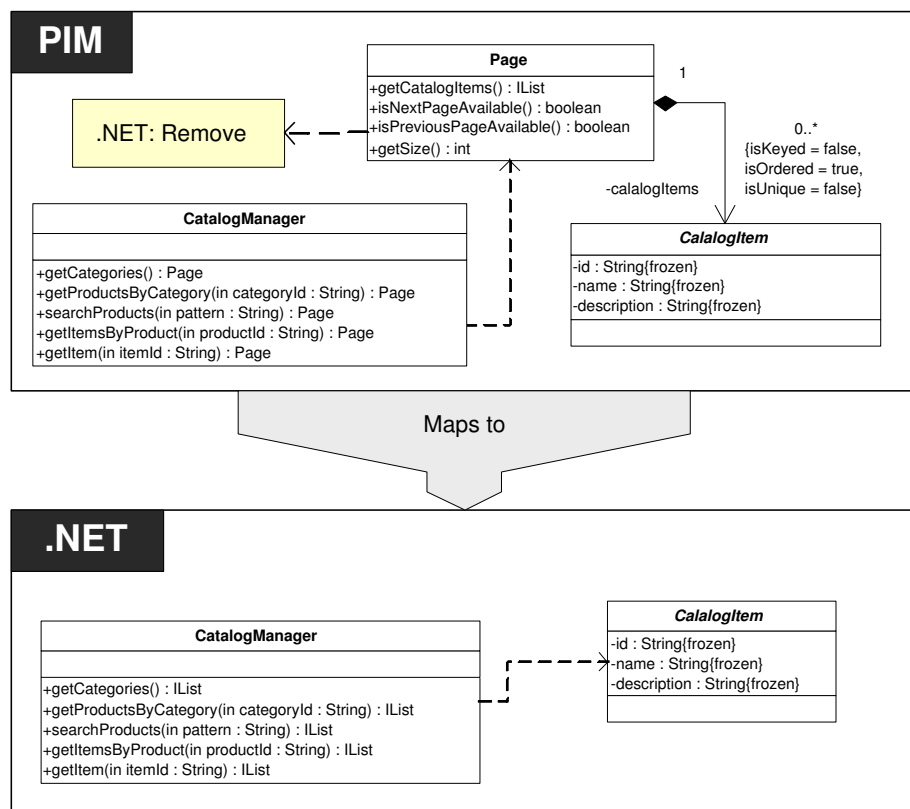 PIM
Page
+getCatalogItems() : IList
+isNextPageAvailable() : boolean
+isPreviousPageAvailable() : boolean
+getSize() : int
1
.NET: Remove
0..*
{isKeyed = false,
isOrdered = true,
isUnique = false}
-calalogItems
CatalogManager
+getCategories() : Page
+getProductsByCategory(in categoryId : String) : Page
+searchProducts(in pattern : String) : Page
+getItemsByProduct(in productId : String) : Page
+getItem(in itemId : String) : Page
CalalogItem
-id : String{frozen}
-name : String{frozen}
-description : String{frozen}
Maps to
.NET
CatalogManager
+getCategories() : IList
+getProductsByCategory(in categoryId : String) : IList
+searchProducts(in pattern : String) : IList
+getItemsByProduct(in productId : String) : IList
+getItem(in itemId : String) : IList
CalalogItem
-id : String{frozen}
-name : String{frozen}
-description : String{frozen}